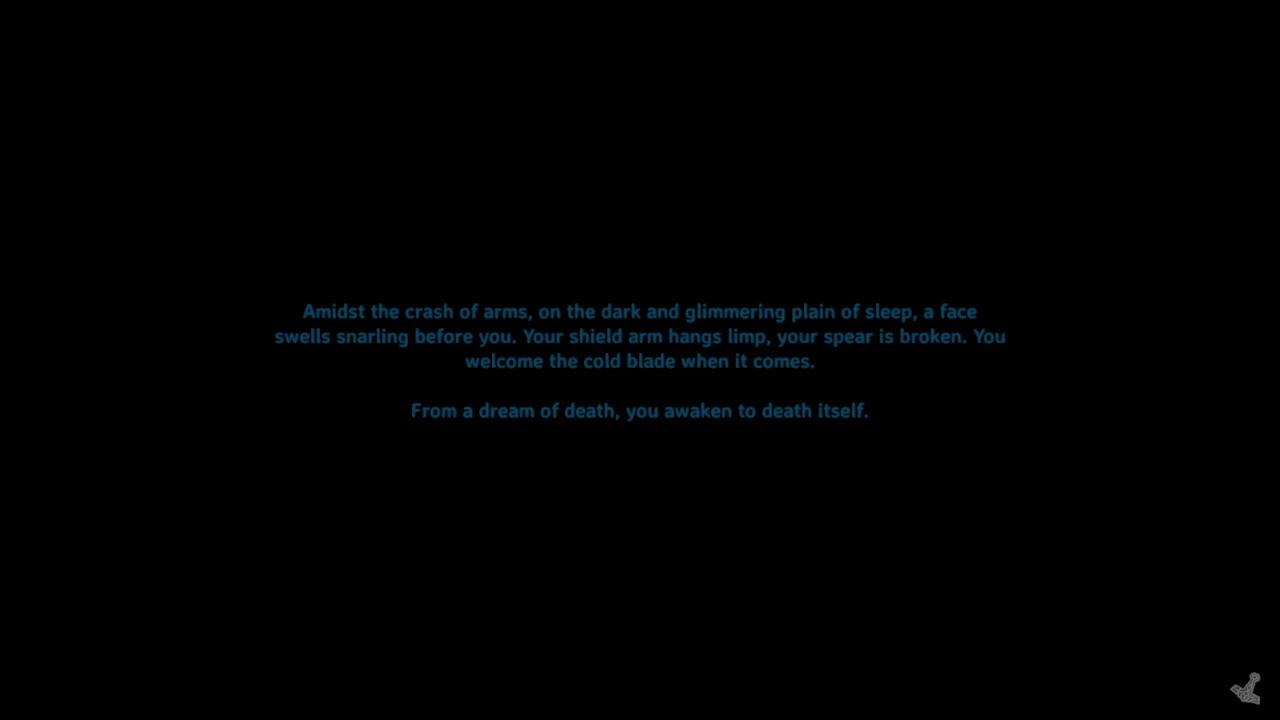 Amidst the crash of arms, on the dark and glimmering plain of sleep, a face
swells snarling before you. Your shield arm hangs limp, your spear is broken. You
welcome the cold blade when it comes.
From a dream of death, you awaken to death itself.